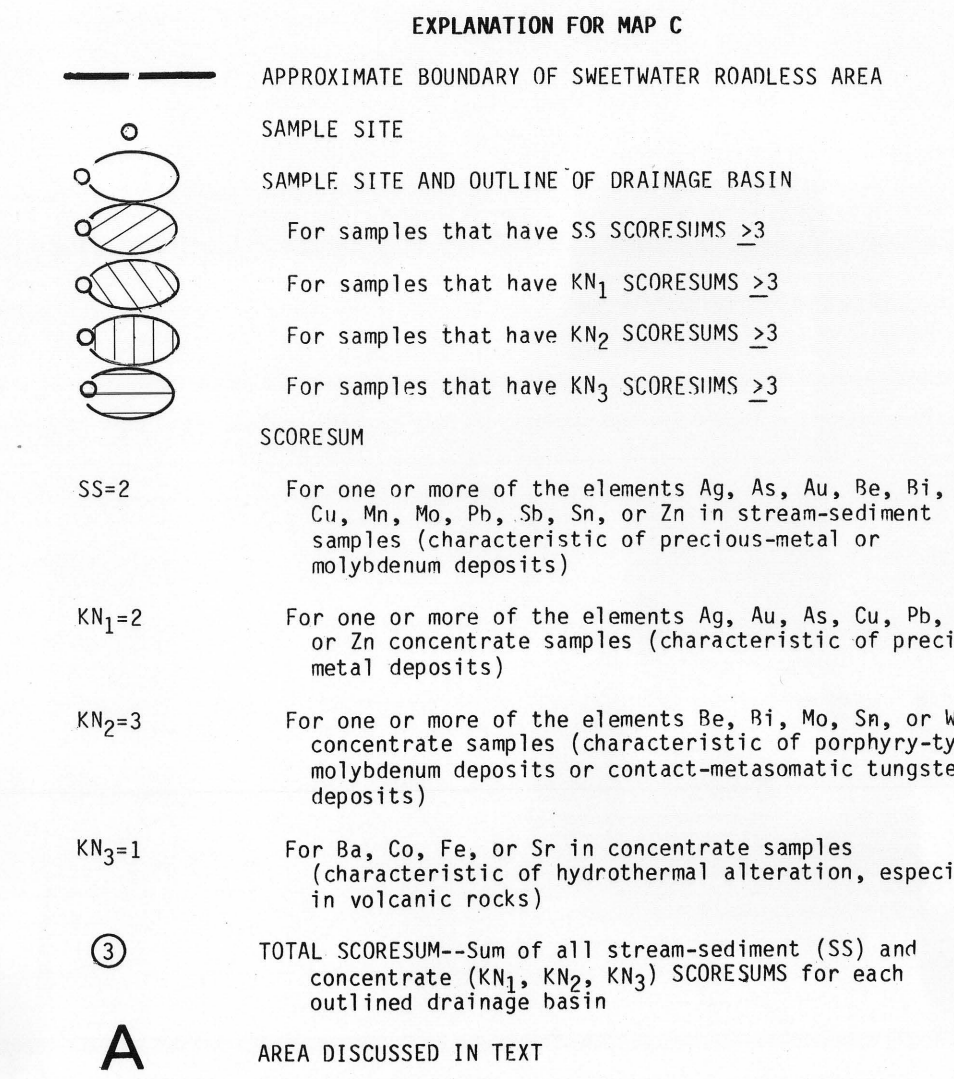 EXPLANATION FOR MAP C
APPROXIMATE BOUNDARY OF SWEETWATER ROADLESS AREA
SAMPLE SITE
SAMPLE SITE AND OUTLINE OF DRAINAGE BASIN
For samples that have SS SCORESUMS ≥3
For samples that have KN₁ SCORESUMS ≥3
For samples that have KN₂ SCORESUMS ≥3
For samples that have KN₃ SCORESUMS ≥3
SCORESUM
SS=2 For one or more of the elements Ag, As, Au, Be, Bi,
Cu, Mn, Mo, Pb, Sb, Sn, or Zn in stream-sediment
samples (characteristic of precious-metal or
molybdenum deposits)
KN₁=2 For one or more of the elements Ag, Au, As, Cu, Pb,
or Zn concentrate samples (characteristic of preci
metal deposits)
KN₂=3 For one or more of the elements Be, Bi, Mo, Sn, or W
concentrate samples (characteristic of porphyry-ty
molybdenum deposits or contact-metasomatic tungste
deposits)
KN₃=1 For Ba, Co, Fe, or Sr in concentrate samples
(characteristic of hydrothermal alteration, especi
in volcanic rocks)
3 TOTAL SCORESUM--Sum of all stream-sediment (SS) and
concentrate (KN₁, KN₂, KN₃) SCORESUMS for each
outlined drainage basin
A AREA DISCUSSED IN TEXT